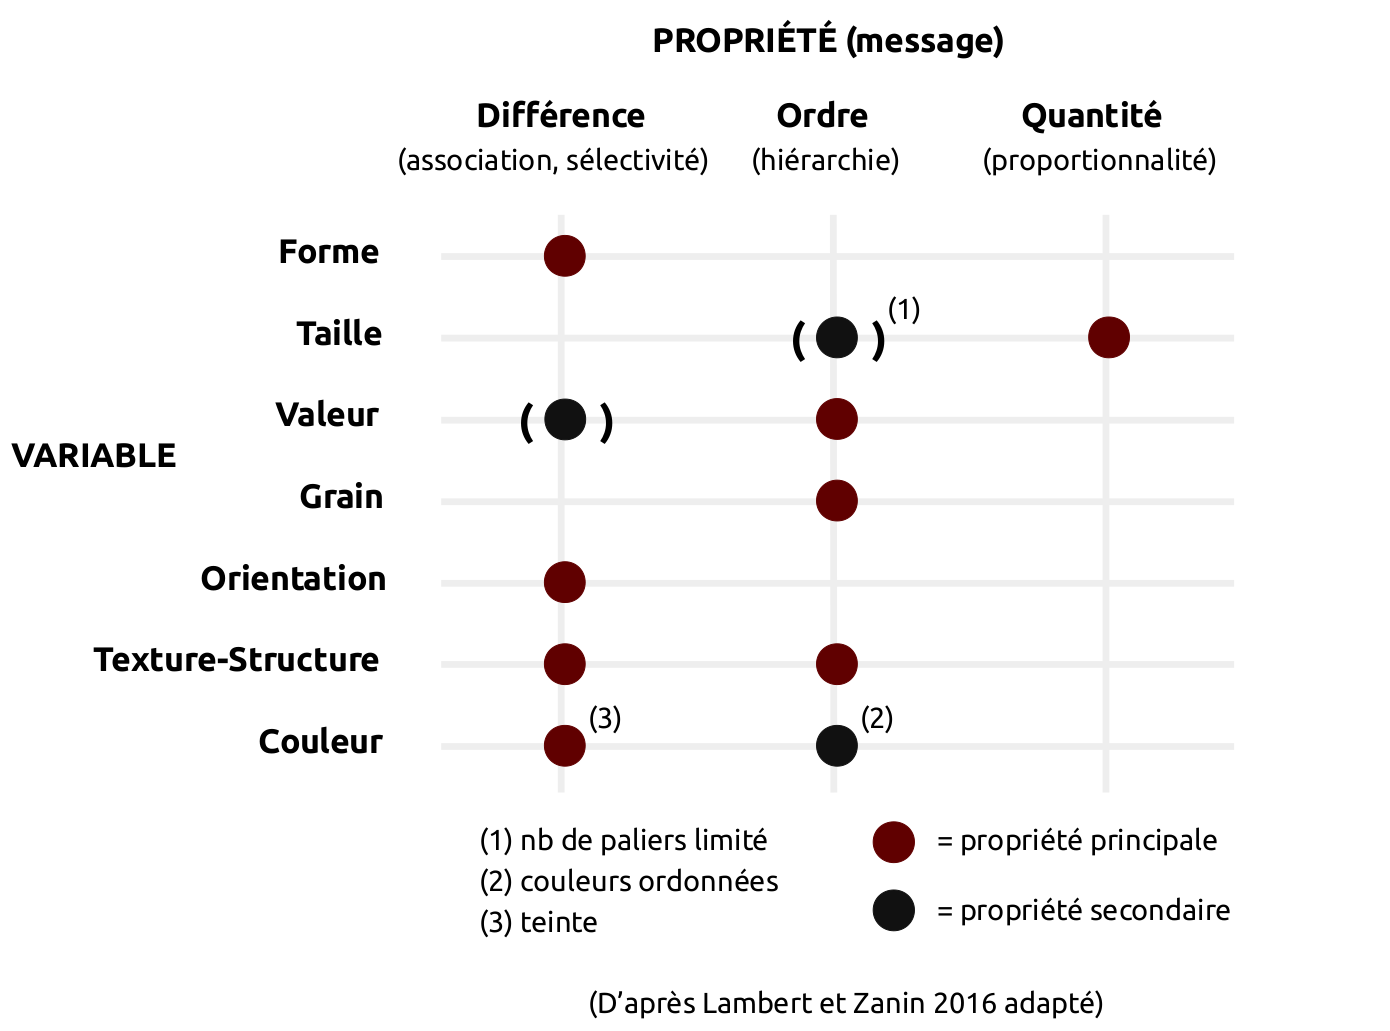 PROPRIÉTÉ (message)
Différence Ordre Quantité
(association, sélectivité) (hiérarchie) (proportionnalité)
Forme
Taille ( ) (1)
Valeur ( )
VARIABLE
Grain
Orientation
Texture-Structure
Couleur (3) (2)
(1) nb de paliers limité
(2) couleurs ordonnées
(3) teinte
= propriété principale
= propriété secondaire
(D’après Lambert et Zanin 2016 adapté)